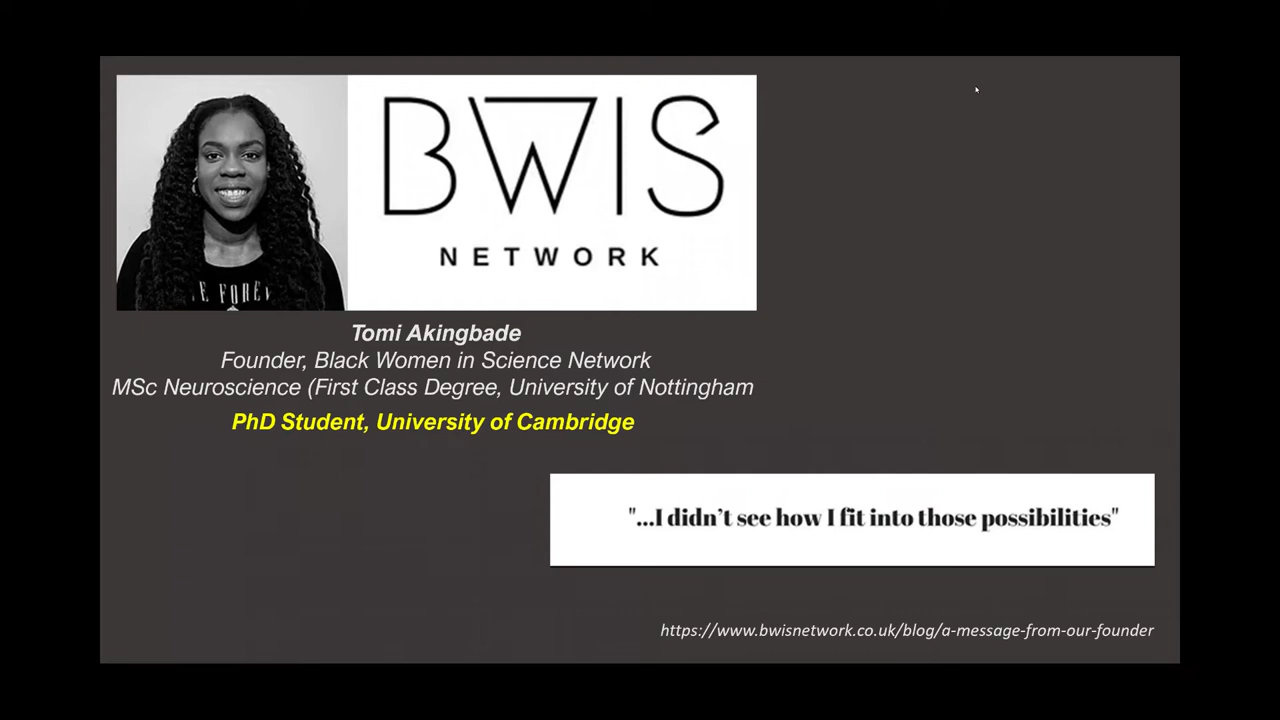 BWIS
NETWORK
Tomi Akingbade
Founder, Black Women in Science Network
MSc Neuroscience (First Class Degree, University of Nottingham
PhD Student, University of Cambridge
"...I didn’t see how I fit into those possibilities"
https://www.bwisnetwork.co.uk/blog/a-message-from-our-founder